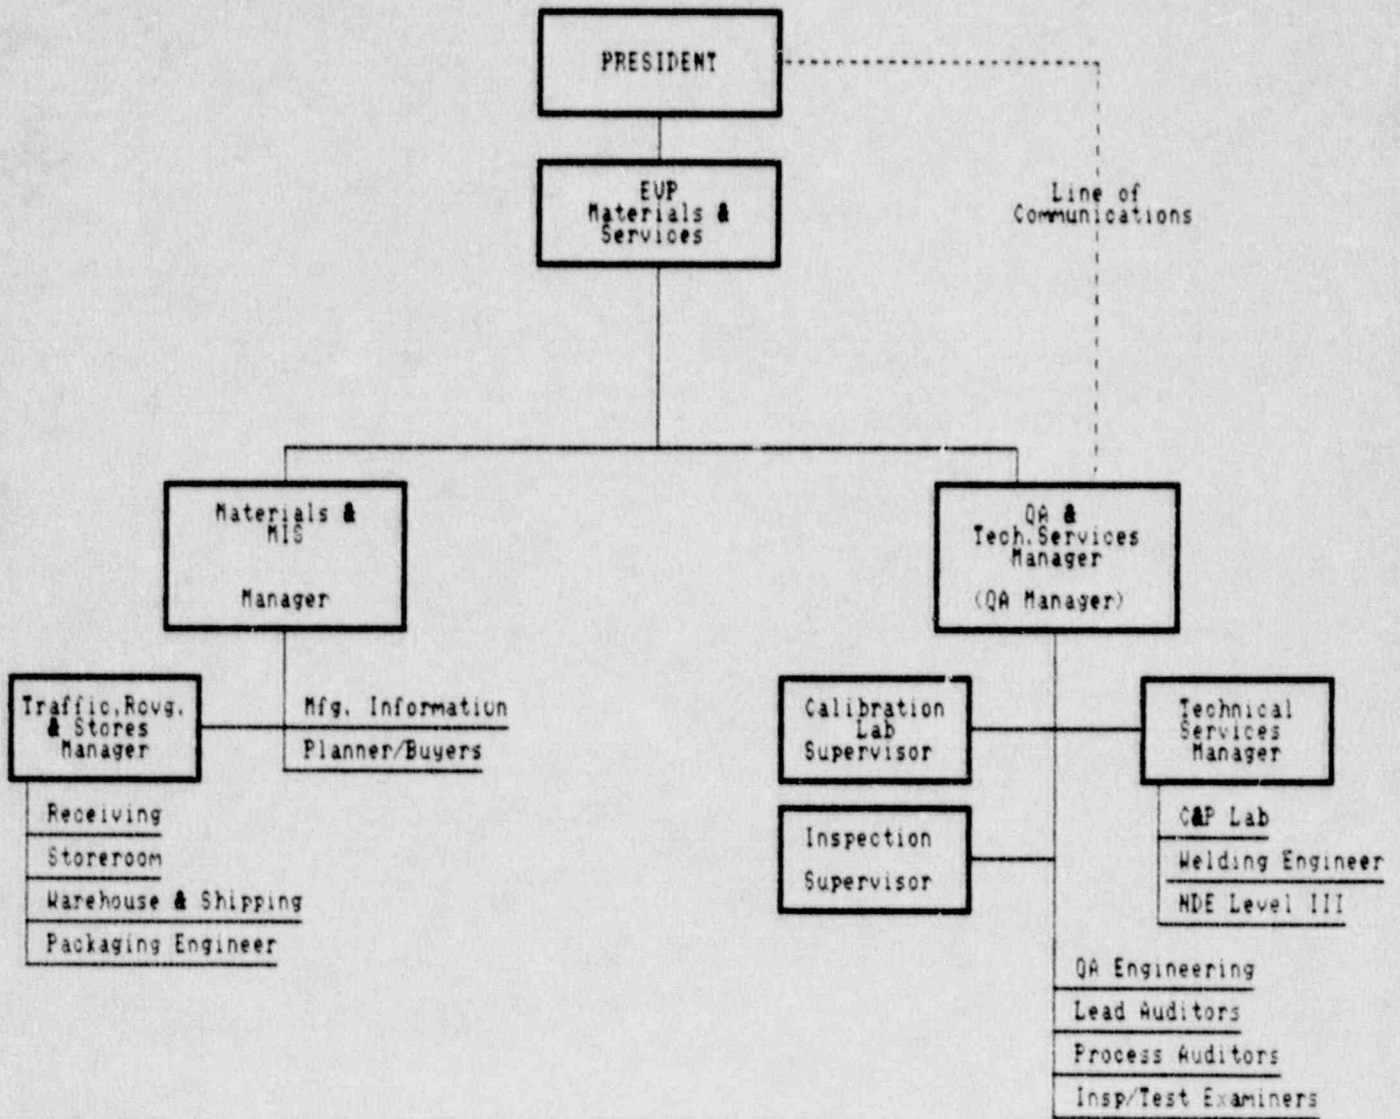 PRESIDENT
EVP
Materials &
Services
Line of
Communications
Materials &
MIS
Manager
QA &
Tech.Services
Manager
(QA Manager)
Traffic,Rcvg.
& Stores
Manager
Mfg. Information
Planner/Buyers
Receiving
Storeroom
Warehouse & Shipping
Packaging Engineer
Calibration
Lab
Supervisor
Inspection
Supervisor
Technical
Services
Manager
C&P Lab
Welding Engineer
NDE Level III
QA Engineering
Lead Auditors
Process Auditors
Insp/Test Examiners